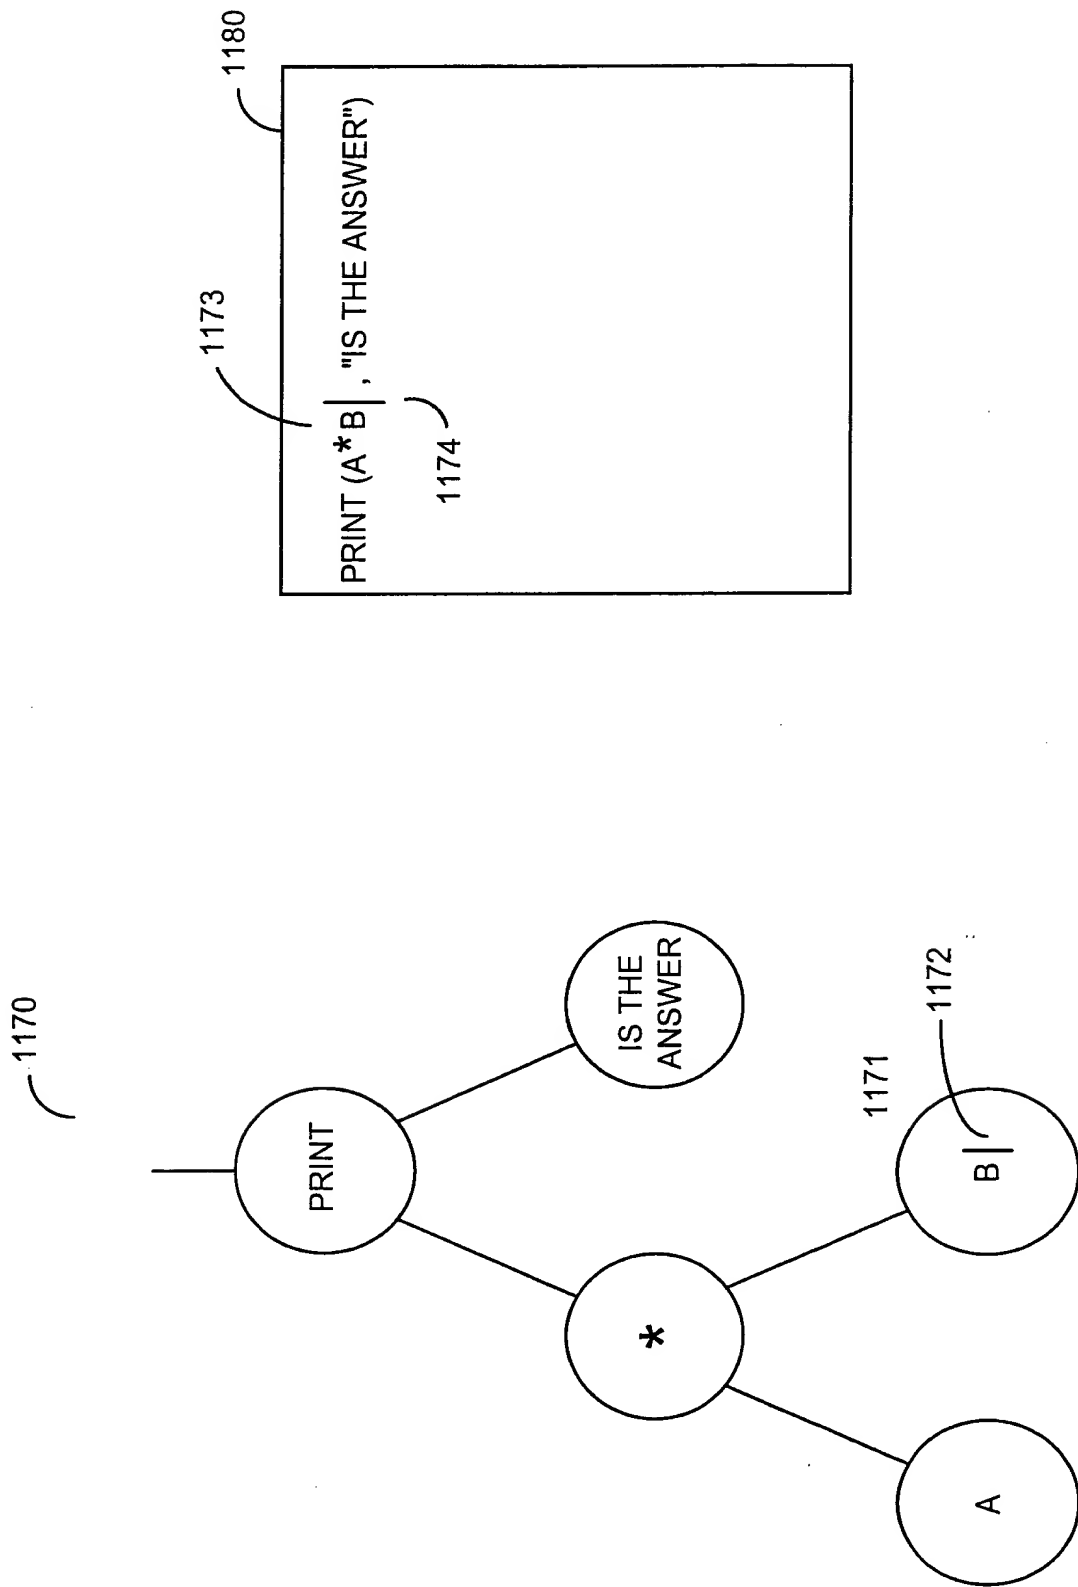 1170
PRINT
*
IS THE
ANSWER
A
B|
1171
1172
1180
1173
PRINT (A*B|, "IS THE ANSWER")
1174